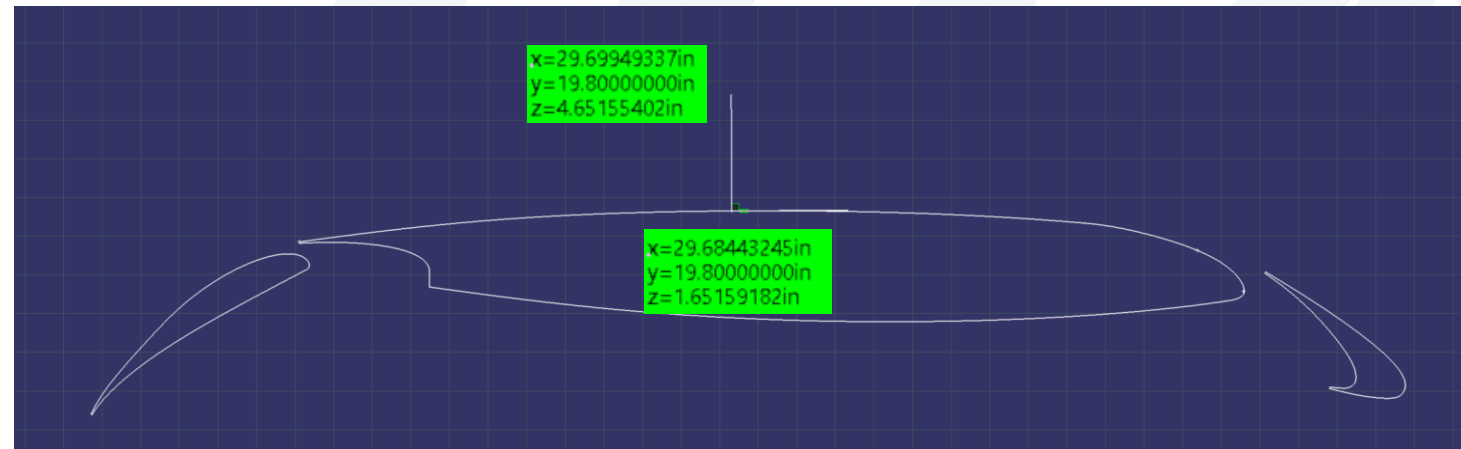 x=29.69949337in
y=19.80000000in
z=4.65155402in
x=29.68443245in
y=19.80000000in
z=1.65159182in